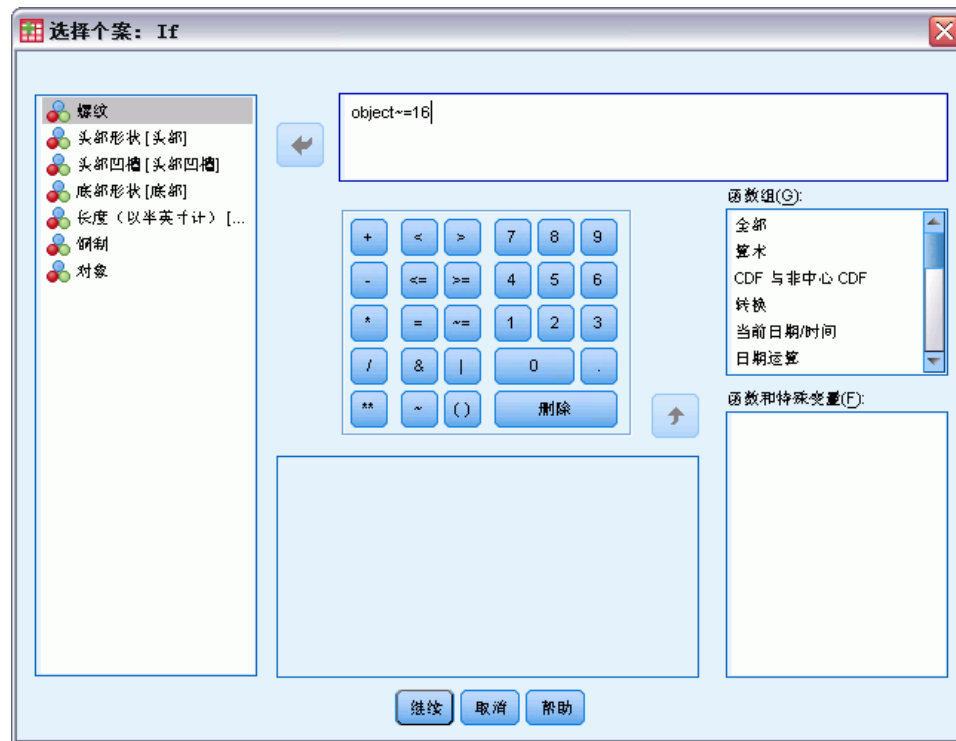 选择个案: If
螺纹
头部形状 [头部]
头部凹槽 [头部凹槽]
底部形状 [底部]
长度（以半英寸计）[...
铜制
对象
object~=16
+ < > 7 8 9
- <= >= 4 5 6
* = ~= 1 2 3
/ & | 0 .
** ~ ( ) 删除
函数组(G):
全部
算术
CDF 与非中心 CDF
转换
当前日期/时间
日期运算
函数和特殊变量(F):
继续 取消 帮助